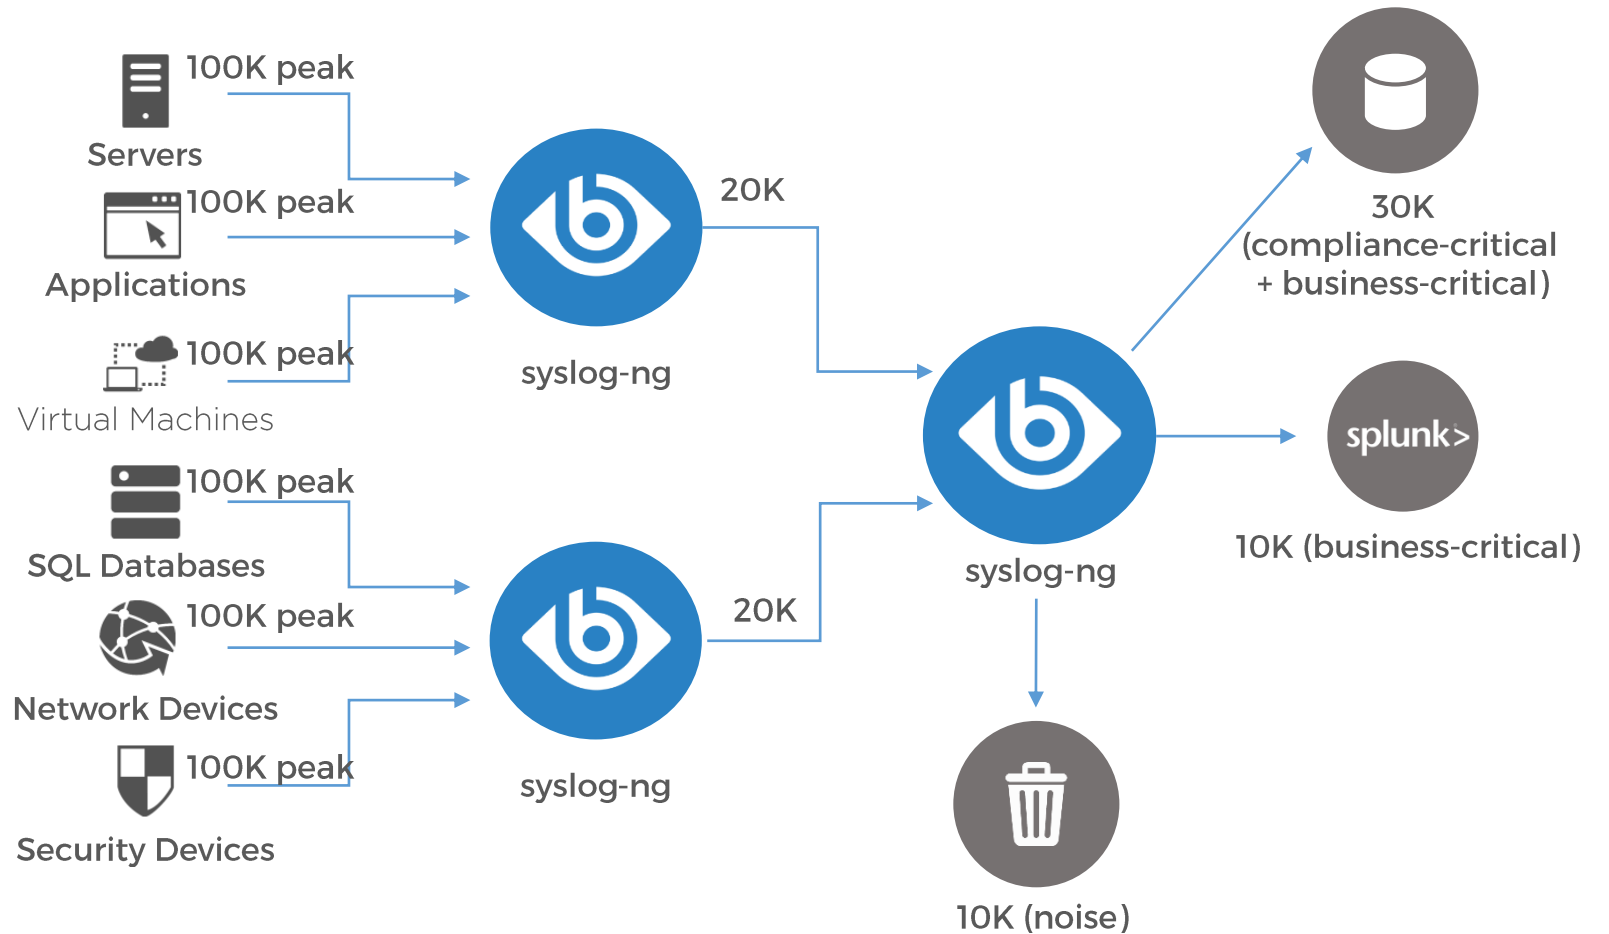 100K peak
Servers
100K peak
Applications
100K peak
Virtual Machines
100K peak
SQL Databases
100K peak
Network Devices
100K peak
Security Devices
syslog-ng
20K
syslog-ng
20K
syslog-ng
30K
(compliance-critical
+ business-critical)
splunk>
10K (business-critical)
10K (noise)